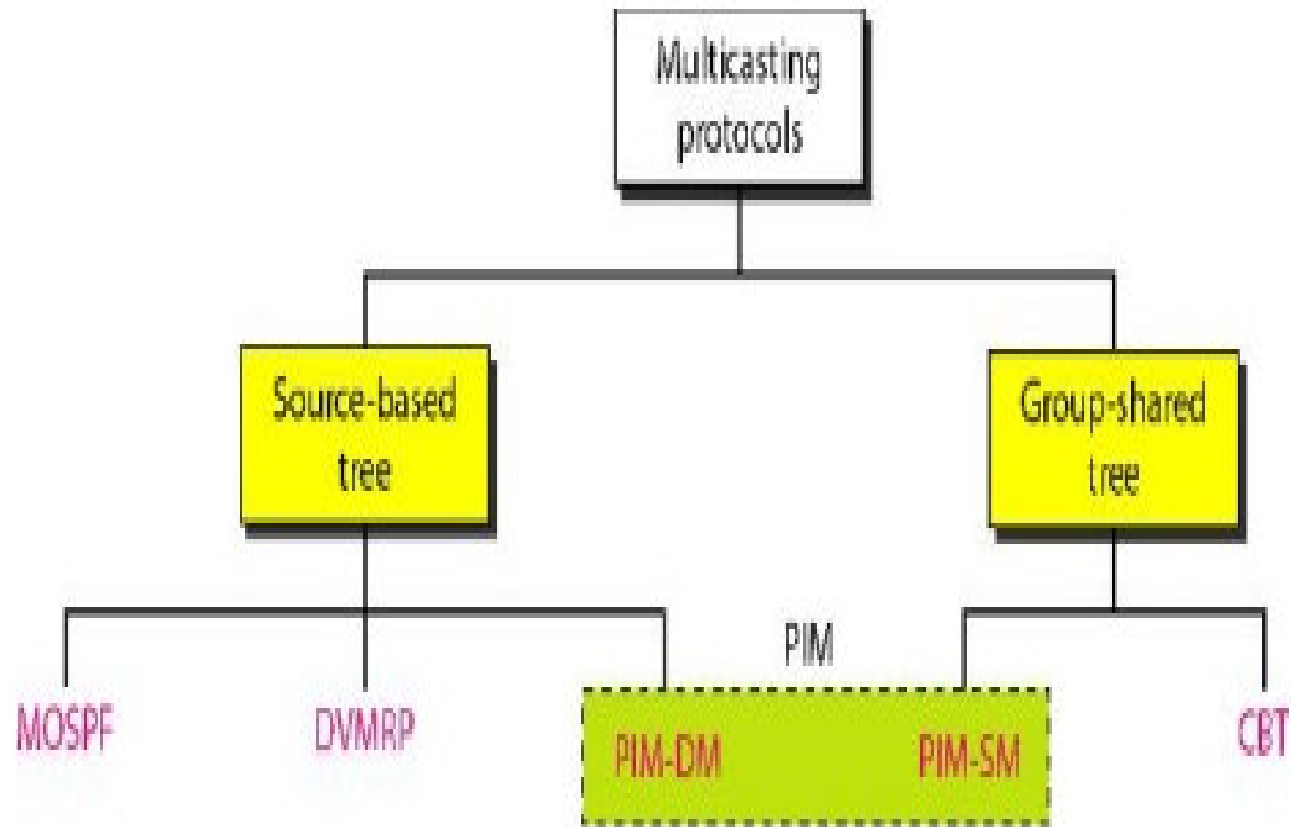 Multicasting
protocols
Source-based
tree
Group-shared
tree
PIM
MOSPF
DVMRP
PIM-DM
PIM-SM
CBT